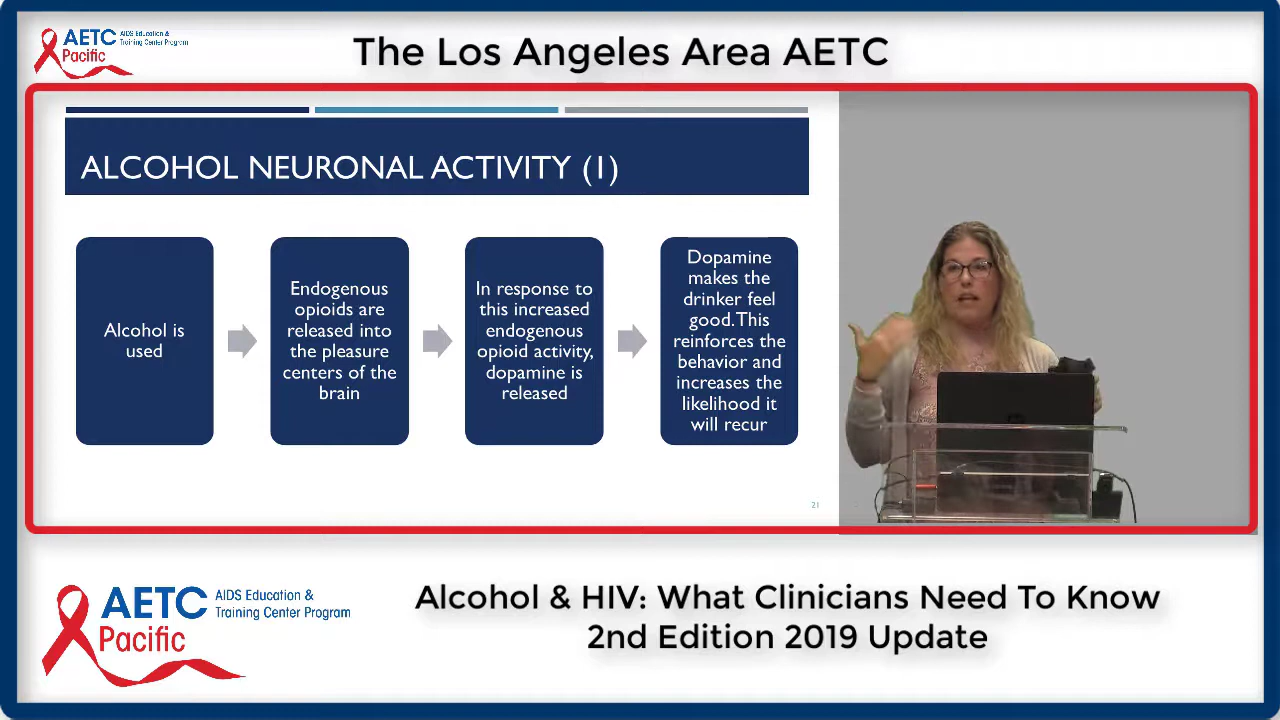 AETC
Pacific
AIDS Education &
Training Center Program
The Los Angeles Area AETC
ALCOHOL NEURONAL ACTIVITY (1)
Alcohol is
used
Endogenous
opioids are
released into
the pleasure
centers of the
brain
In response to
this increased
endogenous
opioid activity,
dopamine is
released
Dopamine
makes the
drinker feel
good. This
reinforces the
behavior and
increases the
likelihood it
will recur
21
AETC
Pacific
AIDS Education &
Training Center Program
Alcohol & HIV: What Clinicians Need To Know
2nd Edition 2019 Update